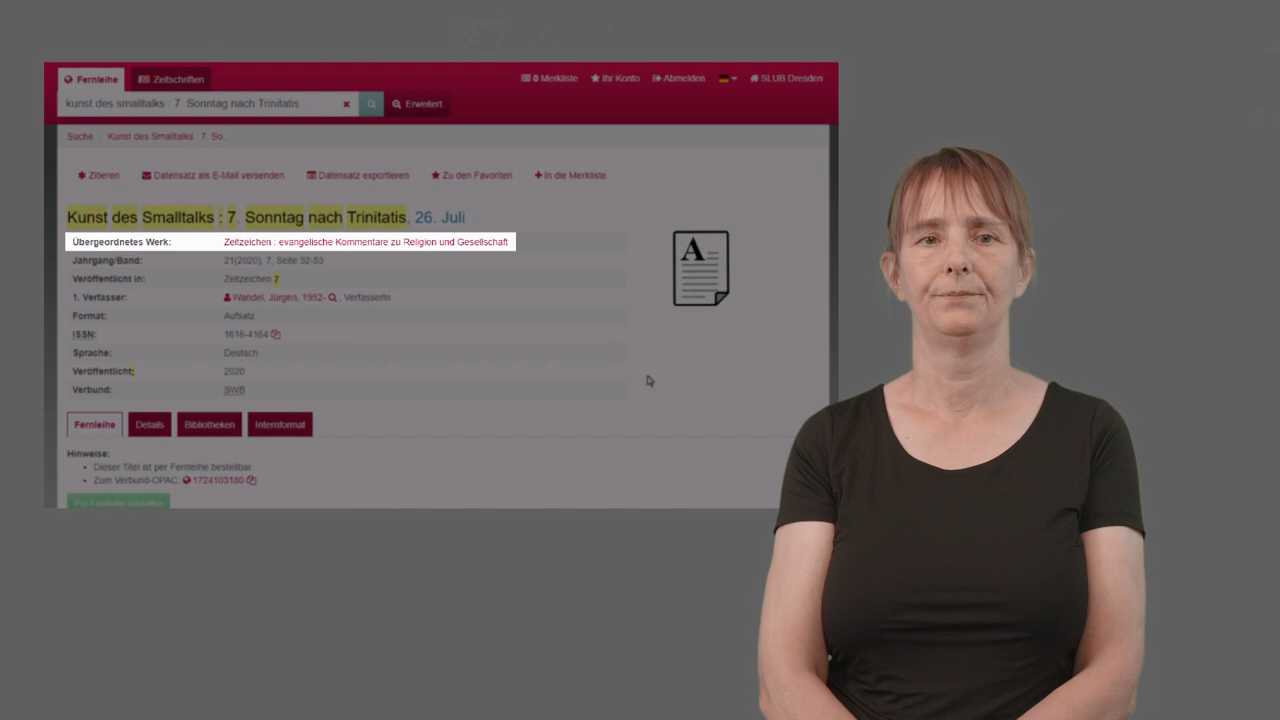 Fernleihe Zeitschriften 0 Merkliste Ihr Konto Abmelden SLUB Dresden
kunst des smalltalks : 7. Sonntag nach Trinitatis Erweitert
Suche Kunst des Smalltalks : 7. So...
Zitieren Datensatz als E-Mail versenden Datensatz exportieren Zu den Favoriten In die Merkliste
Kunst des Smalltalks : 7. Sonntag nach Trinitatis, 26. Juli
Übergeordnetes Werk: Zeitzeichen : evangelische Kommentare zu Religion und Gesellschaft
Jahrgang/Band: 21(2020), 7, Seite 52-53
Veröffentlicht in: Zeitzeichen 7
1. Verfasser: Wandel, Jürgen, 1952- , VerfasserIn
Format: Aufsatz
ISSN: 1616-4164
Sprache: Deutsch
Veröffentlicht: 2020
Verbund: SWB
A
Fernleihe Details Bibliotheken Internformat
Hinweise:
Dieser Titel ist per Fernleihe bestellbar.
Zum Verbund-OPAC: 1724103180